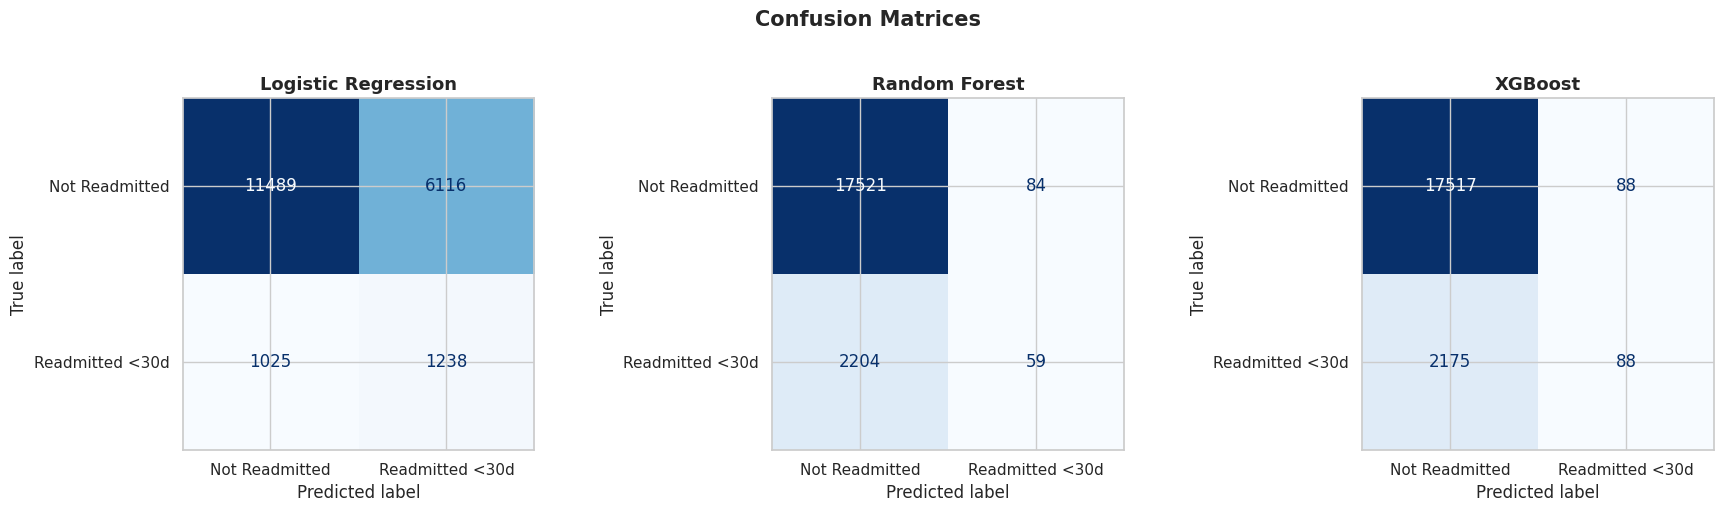 Confusion Matrices
Logistic Regression
True label
Not Readmitted
11489 6116
Readmitted <30d
1025 1238
Not Readmitted Readmitted <30d
Predicted label
Random Forest
True label
Not Readmitted
17521 84
Readmitted <30d
2204 59
Not Readmitted Readmitted <30d
Predicted label
XGBoost
True label
Not Readmitted
17517 88
Readmitted <30d
2175 88
Not Readmitted Readmitted <30d
Predicted label